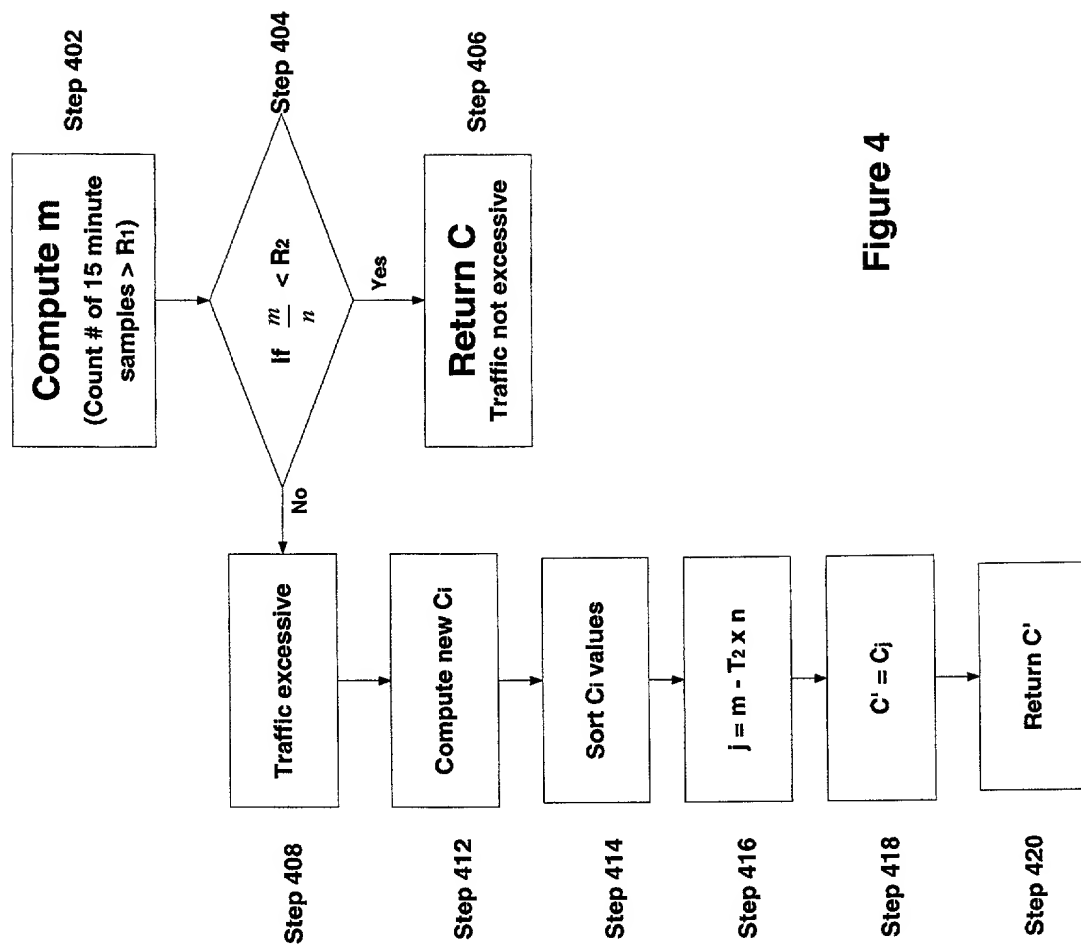 Compute m
(Count # of 15 minute
samples > R1)
Step 402
If m/n < R2
Step 404
Yes
No
Return C
Traffic not excessive
Step 406
Traffic excessive
Step 408
Compute new Ci
Step 412
Sort Ci values
Step 414
j = m - T2 x n
Step 416
C' = Cj
Step 418
Return C'
Step 420
Figure 4